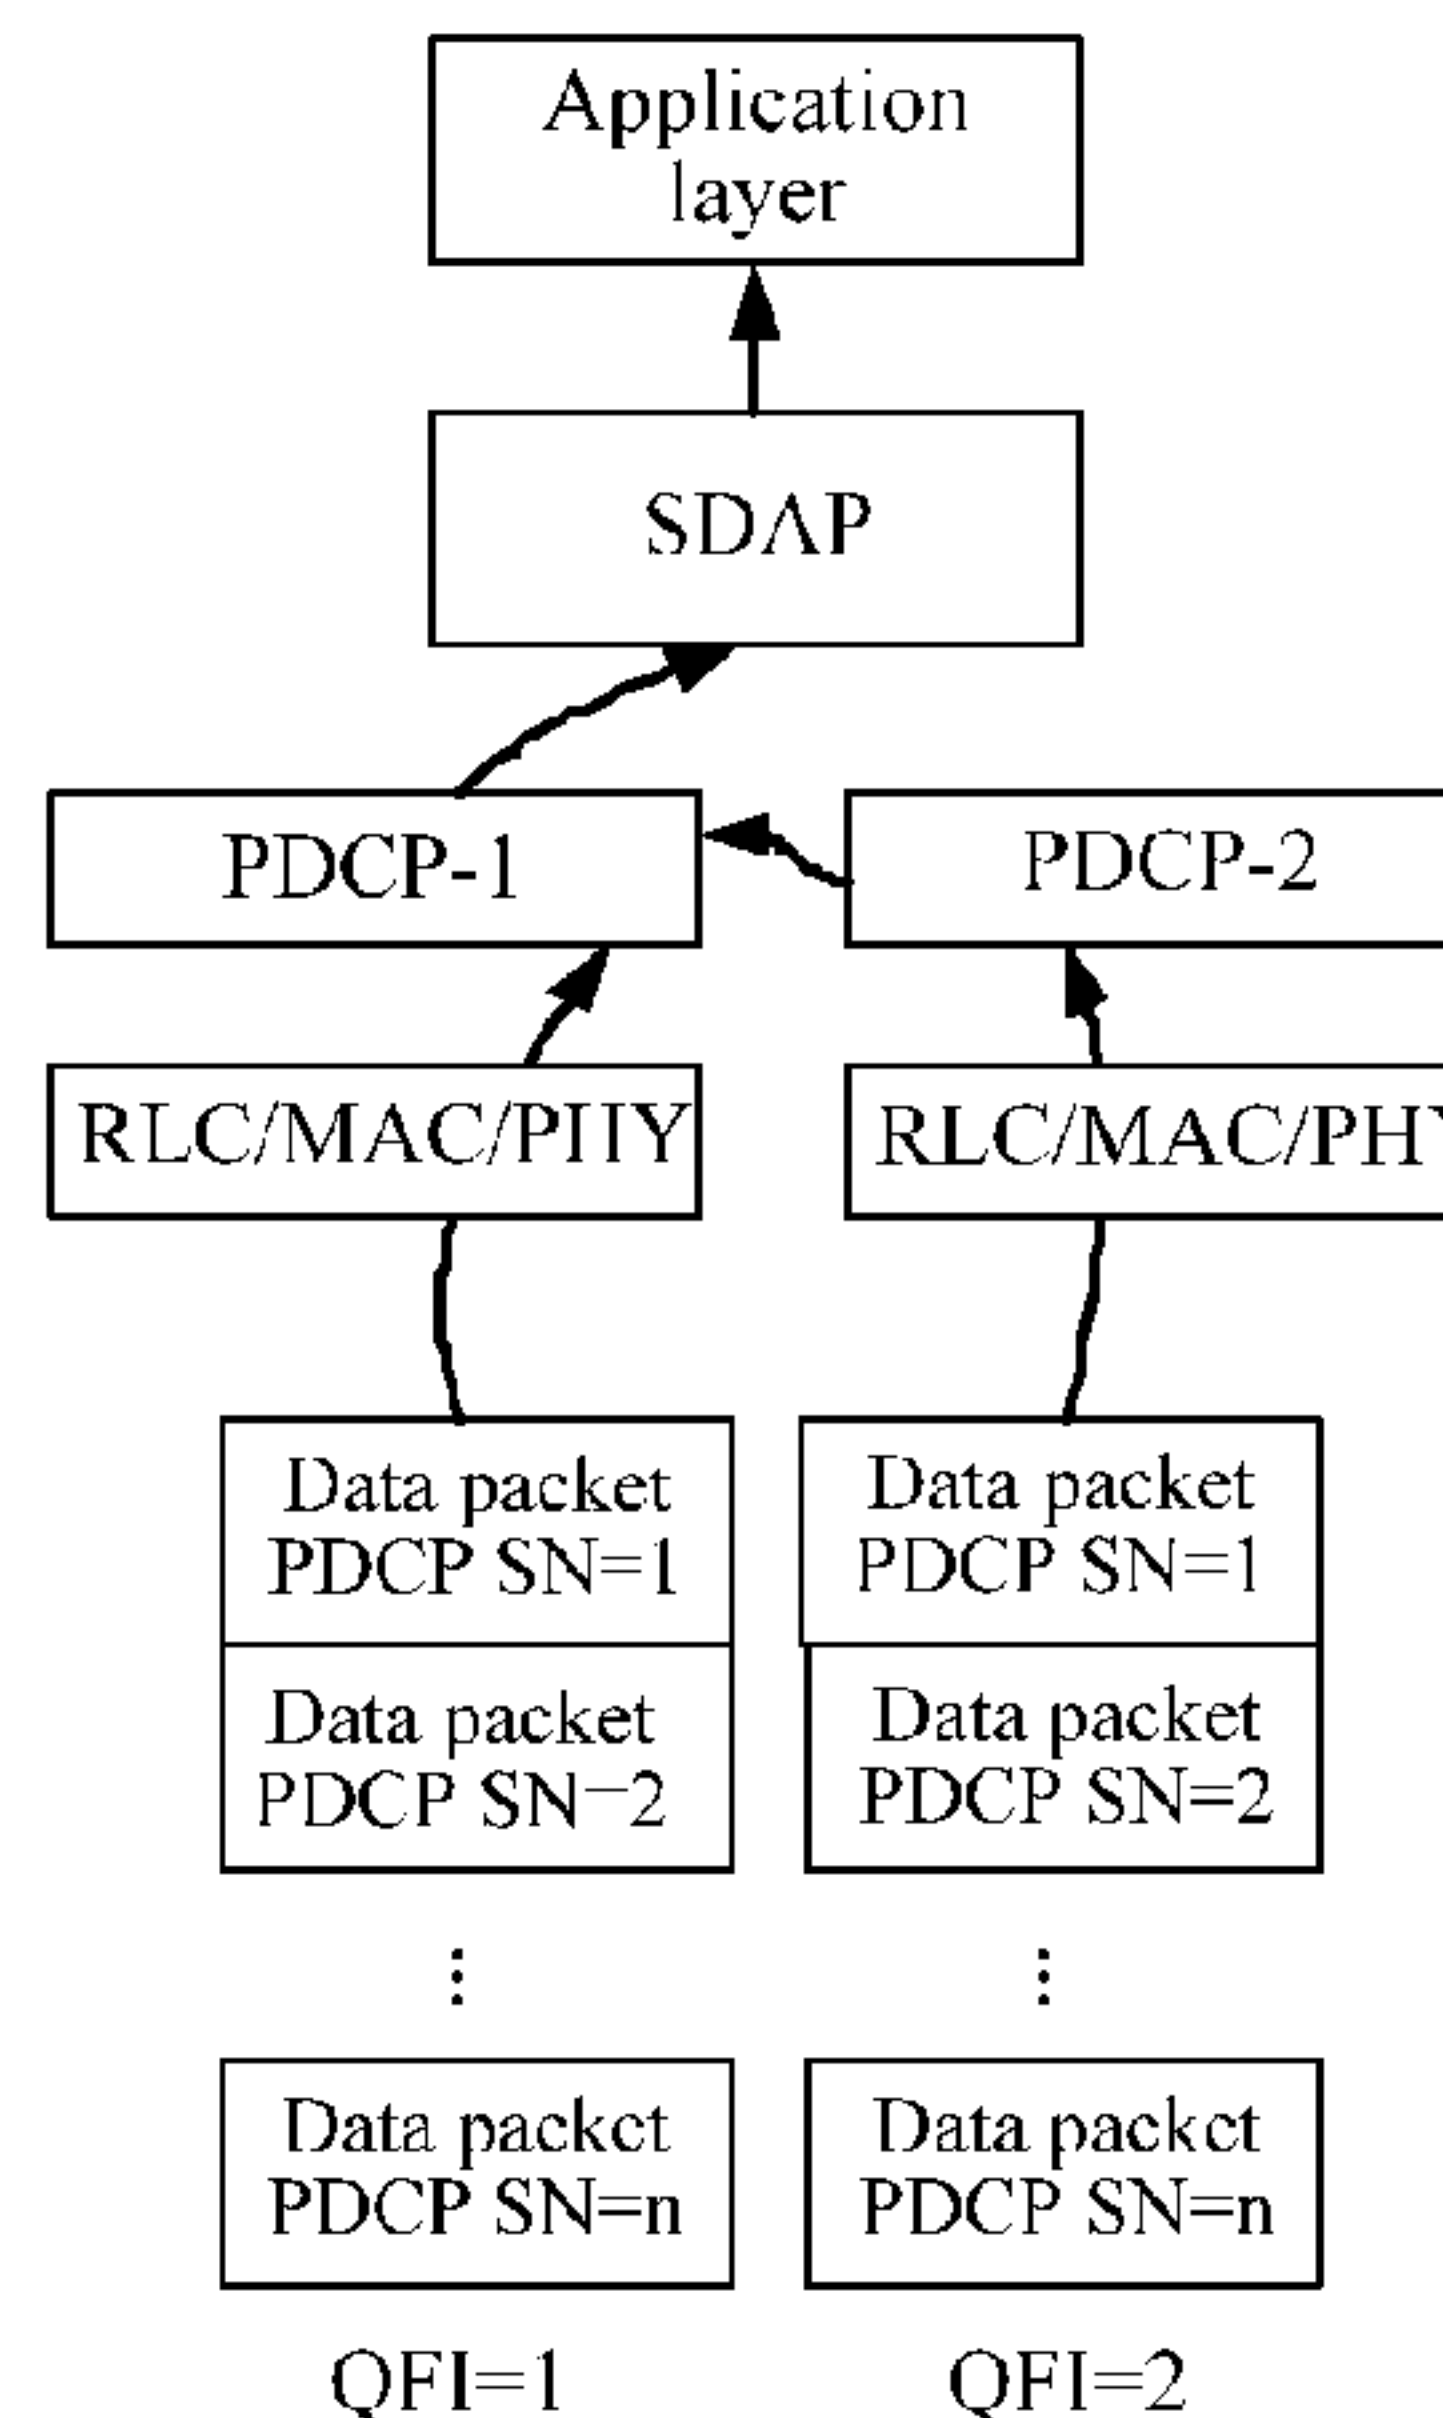 Application
layer
SDAP
PDCP-1
PDCP-2
RLC/MAC/PHY
RLC/MAC/PHY
Data packet
PDCP SN=1
Data packet
PDCP SN=1
Data packet
PDCP SN=2
Data packet
PDCP SN=2
Data packet
PDCP SN=n
Data packet
PDCP SN=n
QFI=1
QFI=2